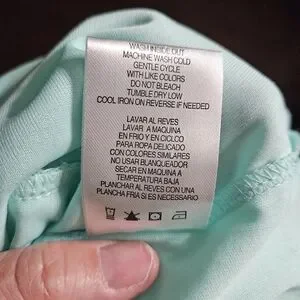 WASH INSIDE OUT
MACHINE WASH COLD
GENTLE CYCLE
WITH LIKE COLORS
DO NOT BLEACH
TUMBLE DRY LOW
COOL IRON ON REVERSE IF NEEDED
LAVAR AL REVES
LAVAR A MAQUINA
EN FRIO Y EN CICLCO
PARA ROPA DELICADO
CON COLORES SIMILARES
NO USAR BLANQUEADOR
SECAR EN MAQUINA A
TEMPERATURA BAJA
PLANCHAR AL REVES CON UNA
PLANCHA FRIA SI ES NECESARIO